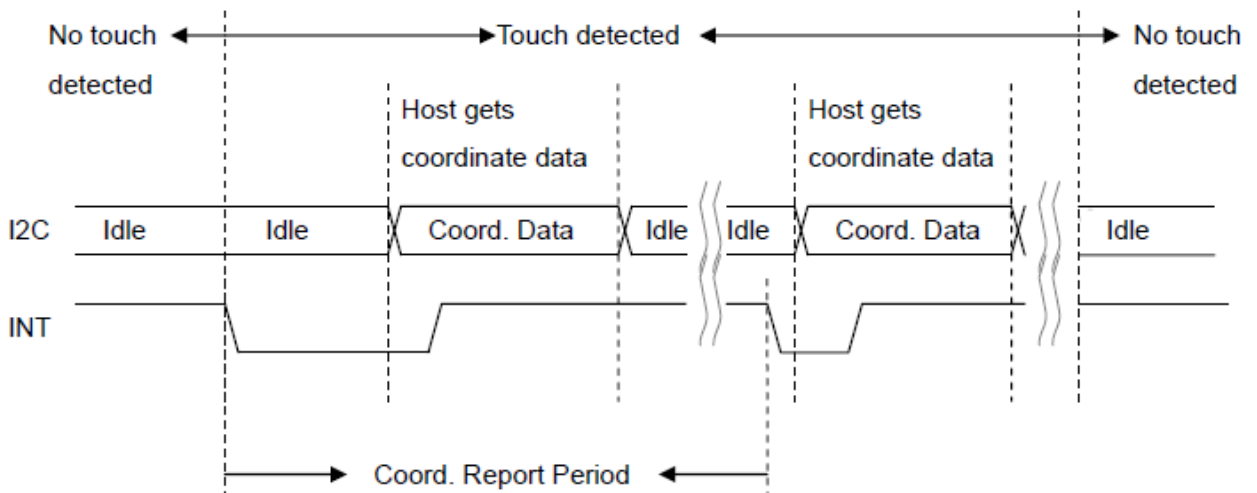 No touch
detected
Touch detected
No touch
detected
Host gets
coordinate data
Host gets
coordinate data
I2C
Idle
Idle
Coord. Data
Idle
Idle
Coord. Data
Idle
INT
Coord. Report Period